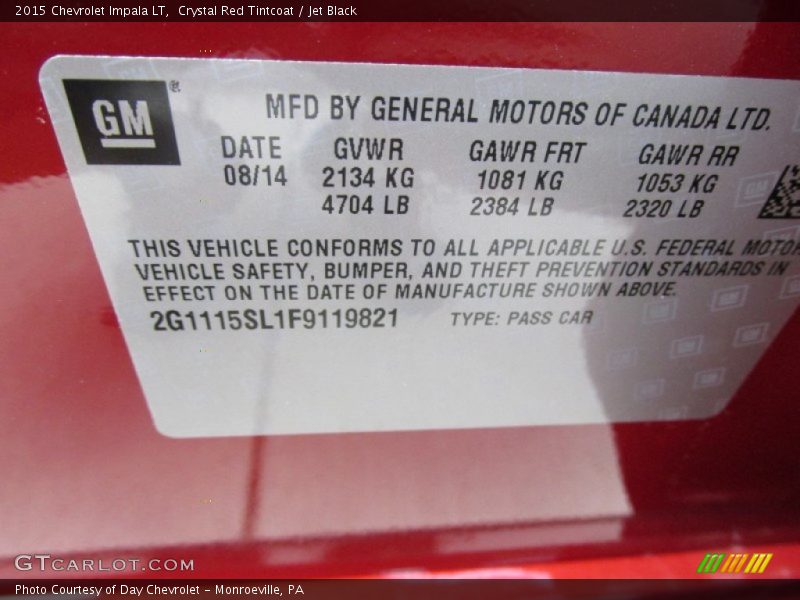 2015 Chevrolet Impala LT, Crystal Red Tintcoat / Jet Black
GM ®
MFD BY GENERAL MOTORS OF CANADA LTD.
DATE GVWR GAWR FRT GAWR RR
08/14 2134 KG 1081 KG 1053 KG
4704 LB 2384 LB 2320 LB
THIS VEHICLE CONFORMS TO ALL APPLICABLE U.S. FEDERAL MOTOR
VEHICLE SAFETY, BUMPER, AND THEFT PREVENTION STANDARDS IN
EFFECT ON THE DATE OF MANUFACTURE SHOWN ABOVE.
2G1115SL1F9119821 TYPE: PASS CAR
GTCARLOT.COM
Photo Courtesy of Day Chevrolet - Monroeville, PA